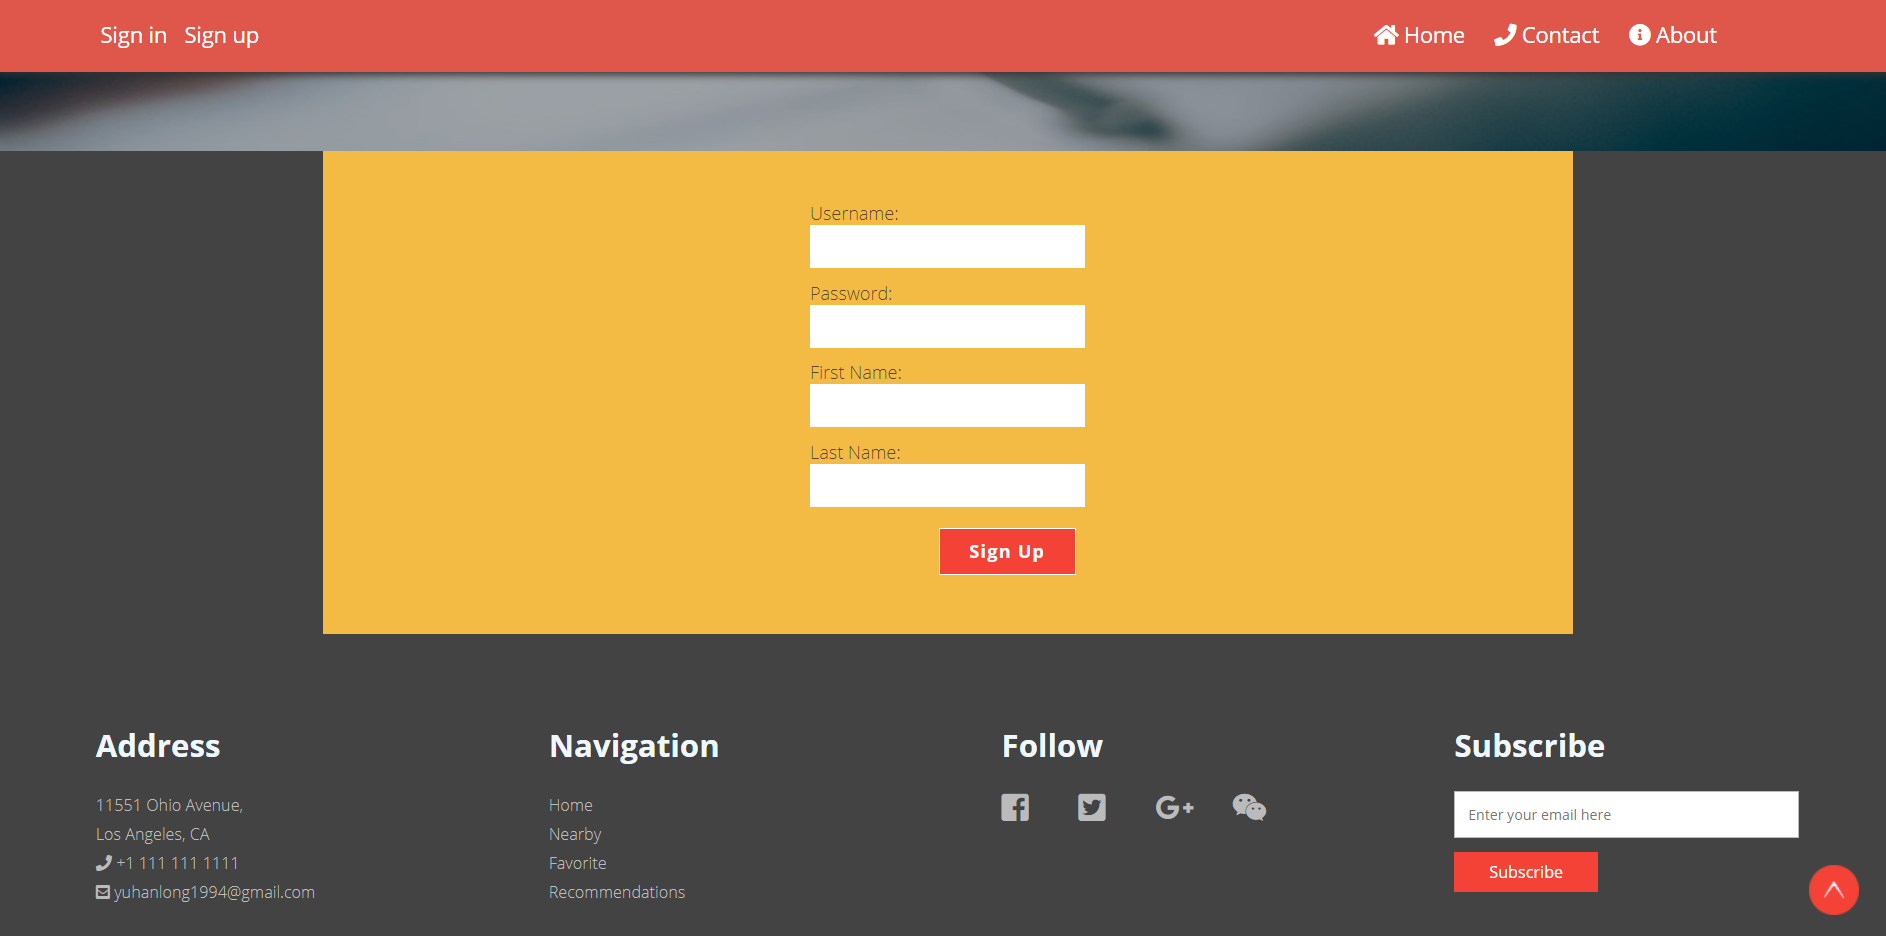 Sign in Sign up Home Contact About
Username:
Password:
First Name:
Last Name:
Sign Up
Address
11551 Ohio Avenue,
Los Angeles, CA
+1 111 111 1111
yuhanlong1994@gmail.com
Navigation
Home
Nearby
Favorite
Recommendations
Follow
Subscribe
Enter your email here
Subscribe